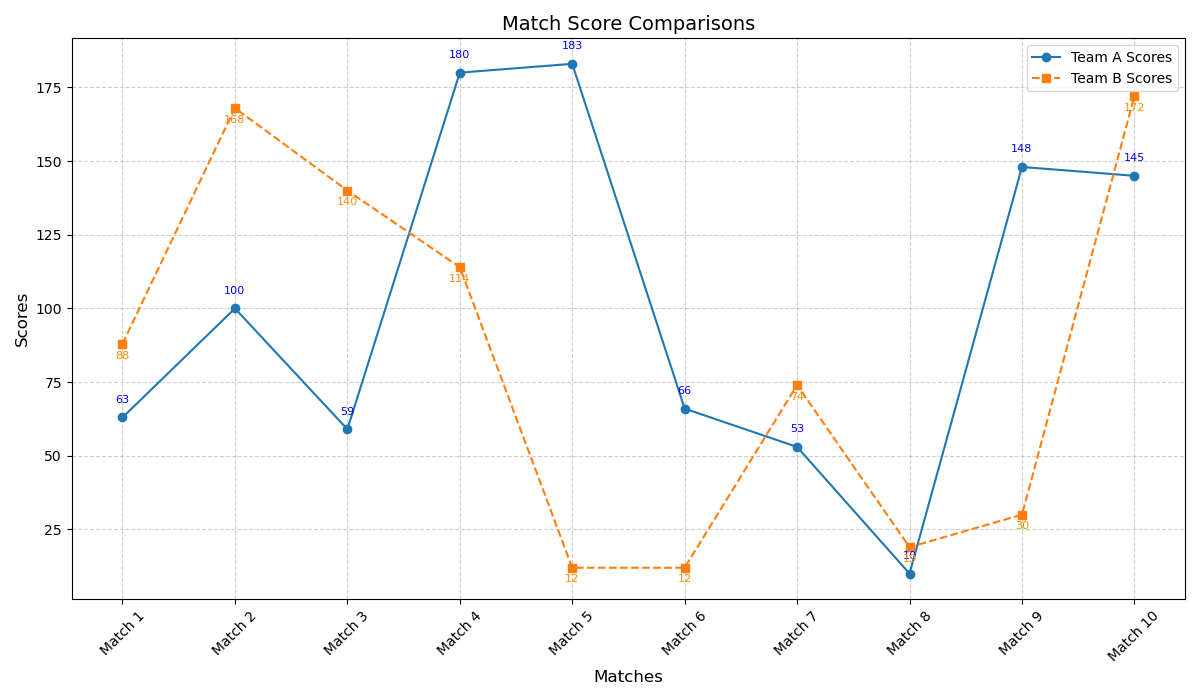 Match Score Comparisons
Team A Scores
Team B Scores
Scores
175
150
125
100
75
50
25
63
100
59
180
183
66
53
10
148
145
88
168
140
114
12
12
74
19
30
172
Match 1
Match 2
Match 3
Match 4
Match 5
Match 6
Match 7
Match 8
Match 9
Match 10
Matches